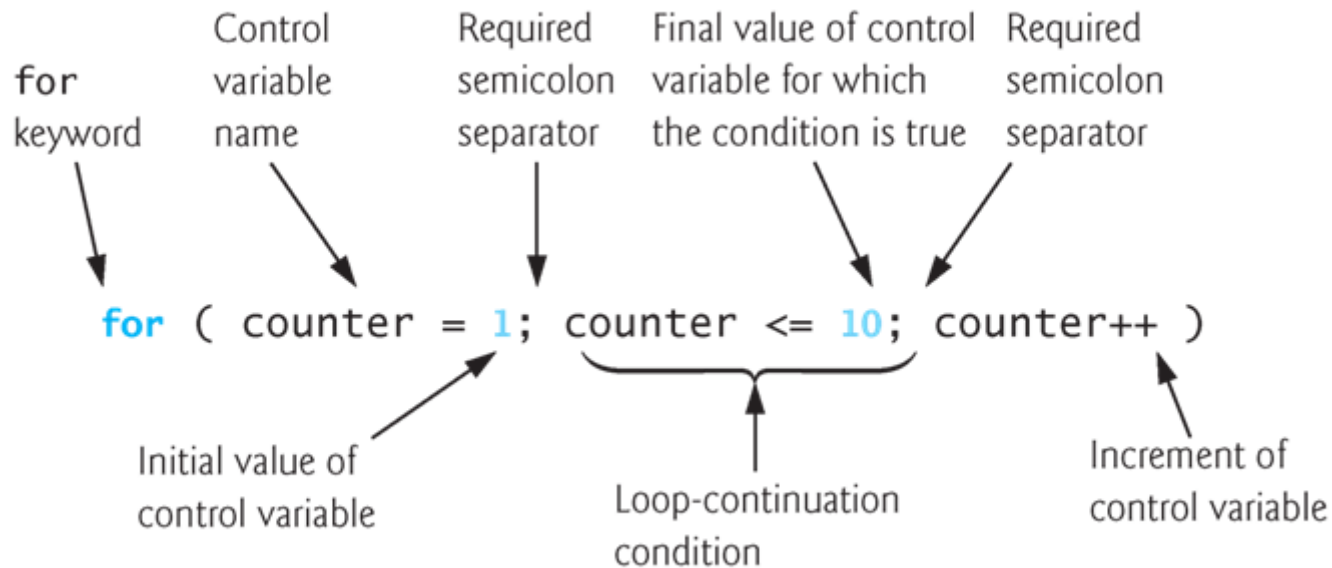 for
keyword
Control
variable
name
Required
semicolon
separator
Final value of control
variable for which
the condition is true
Required
semicolon
separator
for ( counter = 1; counter <= 10; counter++ )
Initial value of
control variable
Loop-continuation
condition
Increment of
control variable